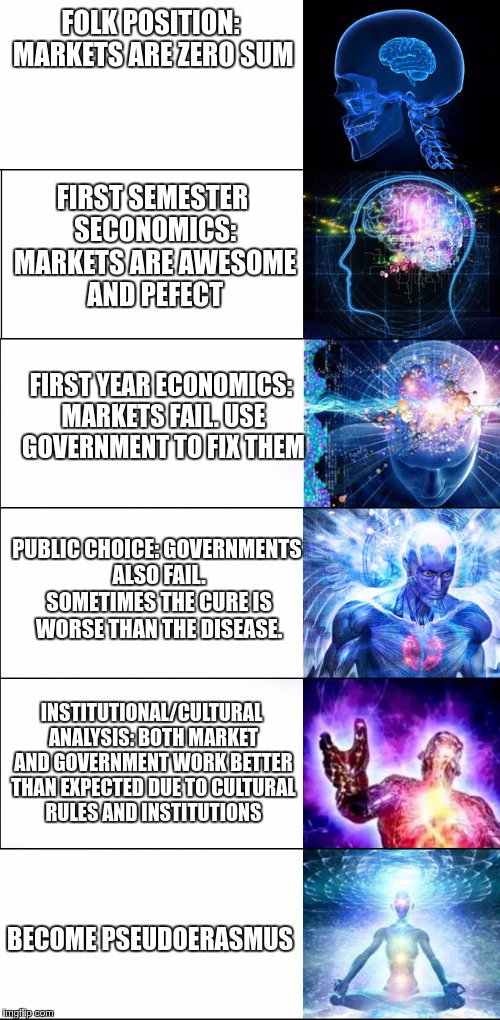 FOLK POSITION:
MARKETS ARE ZERO SUM
FIRST SEMESTER
SECONOMICS:
MARKETS ARE AWESOME
AND PEFECT
FIRST YEAR ECONOMICS:
MARKETS FAIL. USE
GOVERNMENT TO FIX THEM
PUBLIC CHOICE: GOVERNMENTS
ALSO FAIL.
SOMETIMES THE CURE IS
WORSE THAN THE DISEASE.
INSTITUTIONAL/CULTURAL
ANALYSIS: BOTH MARKET
AND GOVERNMENT WORK BETTER
THAN EXPECTED DUE TO CULTURAL
RULES AND INSTITUTIONS
BECOME PSEUDOERASMUS
imgflip.com